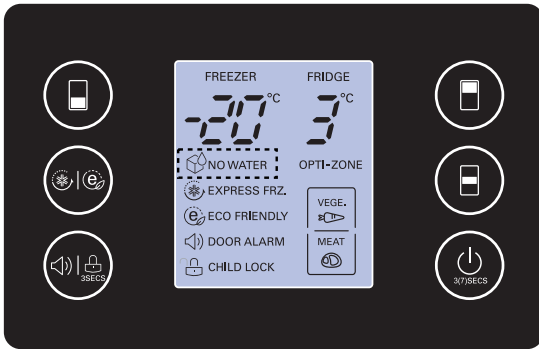 FREEZER FRIDGE
-20°C 3°C
NO WATER OPTI-ZONE
EXPRESS FRZ.
ECO FRIENDLY
VEGE.
DOOR ALARM
MEAT
CHILD LOCK
e
e
3SECS
3(7)SECS